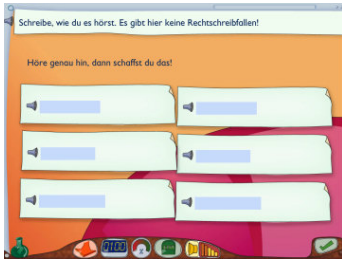 Schreibe, wie du es hörst. Es gibt hier keine Rechtschreibfallen!
Höre genau hin, dann schaffst du das!